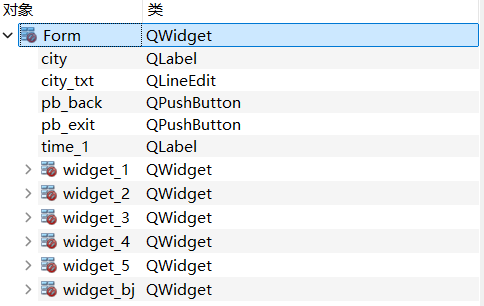 对象 类
Form QWidget
city QLabel
city_txt QLineEdit
pb_back QPushButton
pb_exit QPushButton
time_1 QLabel
widget_1 QWidget
widget_2 QWidget
widget_3 QWidget
widget_4 QWidget
widget_5 QWidget
widget_bj QWidget